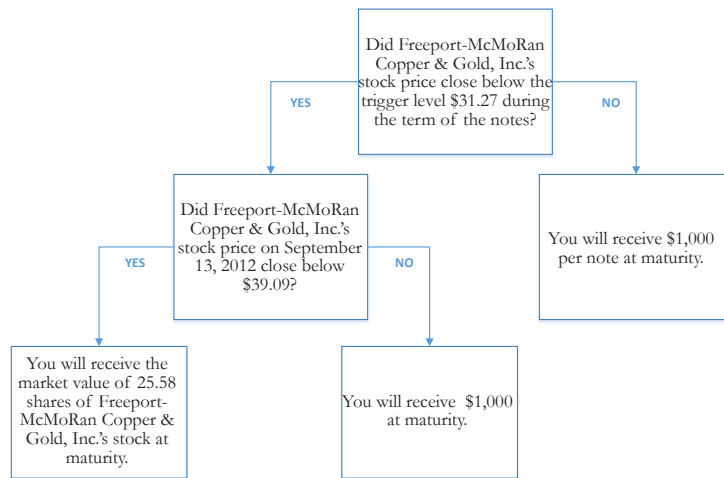 Did Freeport-McMoRan
Copper & Gold, Inc.'s
stock price close below the
trigger level $31.27 during
the term of the notes?
YES
NO
Did Freeport-McMoRan
Copper & Gold, Inc.'s
stock price on September
13, 2012 close below
$39.09?
You will receive $1,000
per note at maturity.
YES
NO
You will receive the
market value of 25.58
shares of Freeport-
McMoRan Copper &
Gold, Inc.'s stock at
maturity.
You will receive $1,000
at maturity.